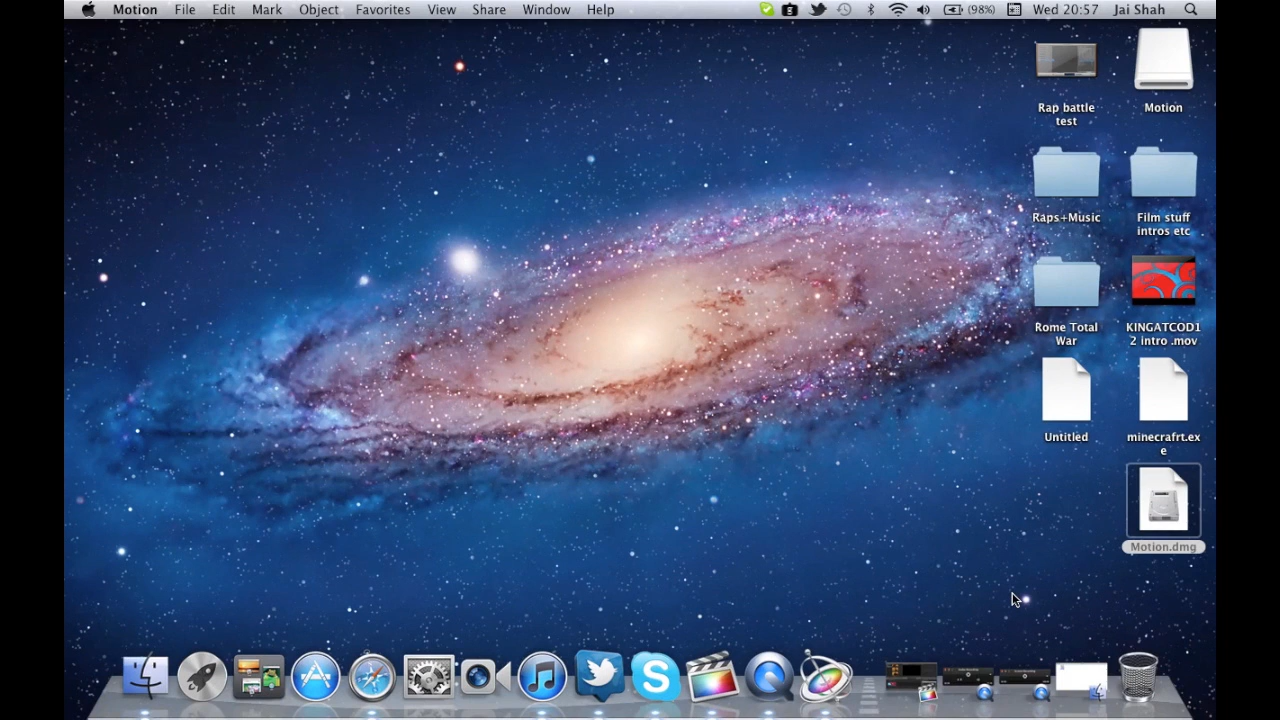 Motion File Edit Mark Object Favorites View Share Window Help (98%) Wed 20:57 Jai Shah
Rap battle
test
Motion
Raps+Music
Film stuff
intros etc
Rome Total
War
KINGATCOD1
2 intro .mov
Untitled
minecrafrt.ex
e
Motion.dmg